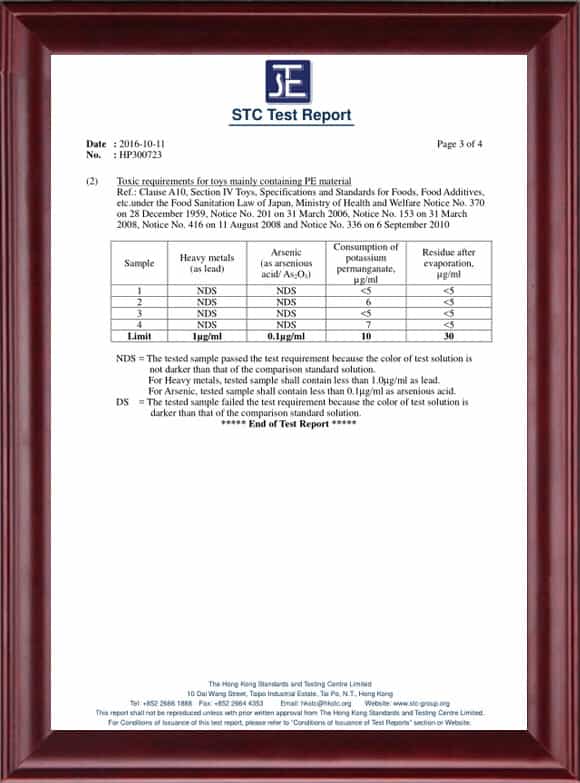 STE
STC Test Report
Date : 2016-10-11 Page 3 of 4
No. : HP300723
(2) Toxic requirements for toys mainly containing PE material
Ref.: Clause A10, Section IV Toys, Specifications and Standards for Foods, Food Additives,
etc.under the Food Sanitation Law of Japan, Ministry of Health and Welfare Notice No. 370
on 28 December 1959, Notice No. 201 on 31 March 2006, Notice No. 153 on 31 March
2008, Notice No. 416 on 11 August 2008 and Notice No. 336 on 6 September 2010
Sample Heavy metals (as lead) Arsenic (as arsenious acid/ As₂O₃) Consumption of potassium permanganate, µg/ml Residue after evaporation, µg/ml
1 NDS NDS <5 <5
2 NDS NDS 6 <5
3 NDS NDS <5 <5
4 NDS NDS 7 <5
Limit 1µg/ml 0.1µg/ml 10 30
NDS = The tested sample passed the test requirement because the color of test solution is
not darker than that of the comparison standard solution.
For Heavy metals, tested sample shall contain less than 1.0µg/ml as lead.
For Arsenic, tested sample shall contain less than 0.1µg/ml as arsenious acid.
DS = The tested sample failed the test requirement because the color of test solution is
darker than that of the comparison standard solution.
***** End of Test Report *****
The Hong Kong Standards and Testing Centre Limited
10 Dai Wang Street, Taipo Industrial Estate, Tai Po, N.T., Hong Kong
Tel: +852 2666 1888 Fax: +852 2664 4353 Email: hkstc@hkstc.org Website: www.stc-group.org
This report shall not be reproduced unless with prior written approval from The Hong Kong Standards and Testing Centre Limited.
For Conditions of Issuance of this test report, please refer to "Conditions of Issuance of Test Reports" section or Website.